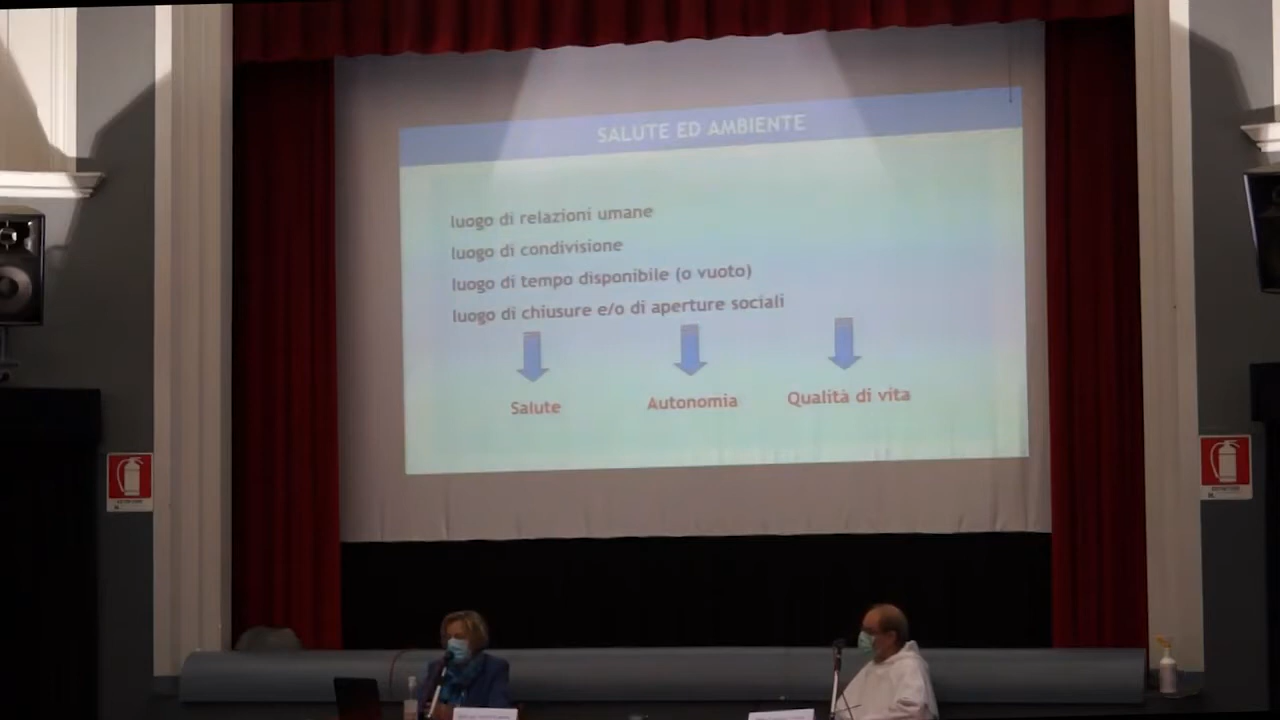 SALUTE ED AMBIENTE
luogo di relazioni umane
luogo di condivisione
luogo di tempo disponibile (o vuoto)
luogo di chiusure e/o di aperture sociali
Salute
Autonomia
Qualità di vita